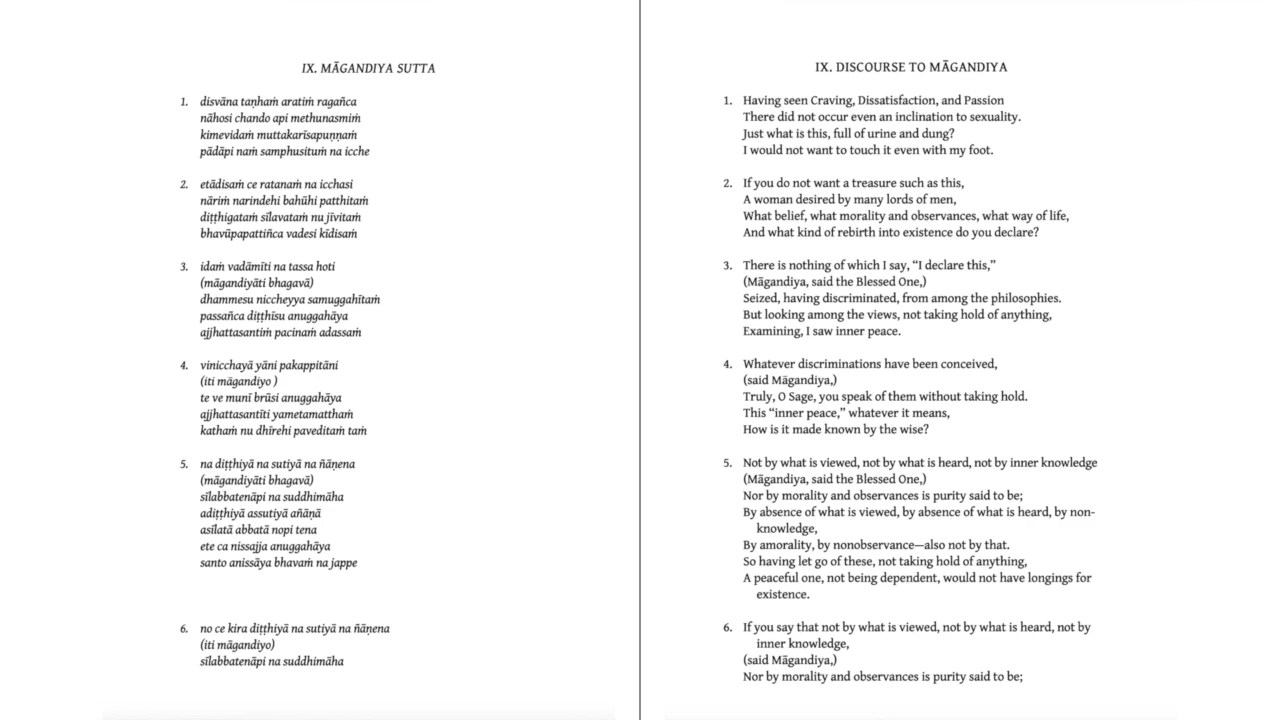 IX. MĀGANDIYA SUTTA
1. disvāna taṇhaṁ aratiṁ ragañca
nāhosi chando api methunasmiṁ
kimevidaṁ muttakarīsapuṇṇaṁ
pādāpi naṁ samphusituṁ na icche
2. etādisaṁ ce ratanaṁ na icchasi
nāriṁ narindehi bahūhi patthitaṁ
diṭṭhigataṁ sīlavataṁ nu jīvitaṁ
bhavūpapattiñca vadesi kīdisaṁ
3. idaṁ vadāmīti na tassa hoti
(māgandiyāti bhagavā)
dhammesu niccheyya samuggahītaṁ
passañca diṭṭhīsu anuggahāya
ajjhattasantiṁ pacinaṁ adassaṁ
4. vinicchayā yāni pakappitāni
(iti māgandiyo )
te ve munī brūsi anuggahāya
ajjhattasantīti yametamatthaṁ
kathaṁ nu dhīrehi paveditaṁ taṁ
5. na diṭṭhiyā na sutiyā na ñāṇena
(māgandiyāti bhagavā)
sīlabbatenāpi na suddhimāha
adiṭṭhiyā assutiyā añāṇā
asīlatā abbatā nopi tena
ete ca nissajja anuggahāya
santo anissāya bhavaṁ na jappe
6. no ce kira diṭṭhiyā na sutiyā na ñāṇena
(iti māgandiyo)
sīlabbatenāpi na suddhimāha
IX. DISCOURSE TO MĀGANDIYA
1. Having seen Craving, Dissatisfaction, and Passion
There did not occur even an inclination to sexuality.
Just what is this, full of urine and dung?
I would not want to touch it even with my foot.
2. If you do not want a treasure such as this,
A woman desired by many lords of men,
What belief, what morality and observances, what way of life,
And what kind of rebirth into existence do you declare?
3. There is nothing of which I say, “I declare this,”
(Māgandiya, said the Blessed One,)
Seized, having discriminated, from among the philosophies.
But looking among the views, not taking hold of anything,
Examining, I saw inner peace.
4. Whatever discriminations have been conceived,
(said Māgandiya,)
Truly, O Sage, you speak of them without taking hold.
This “inner peace,” whatever it means,
How is it made known by the wise?
5. Not by what is viewed, not by what is heard, not by inner knowledge
(Māgandiya, said the Blessed One,)
Nor by morality and observances is purity said to be;
By absence of what is viewed, by absence of what is heard, by non-
knowledge,
By amorality, by nonobservance—also not by that.
So having let go of these, not taking hold of anything,
A peaceful one, not being dependent, would not have longings for
existence.
6. If you say that not by what is viewed, not by what is heard, not by
inner knowledge,
(said Māgandiya,)
Nor by morality and observances is purity said to be;